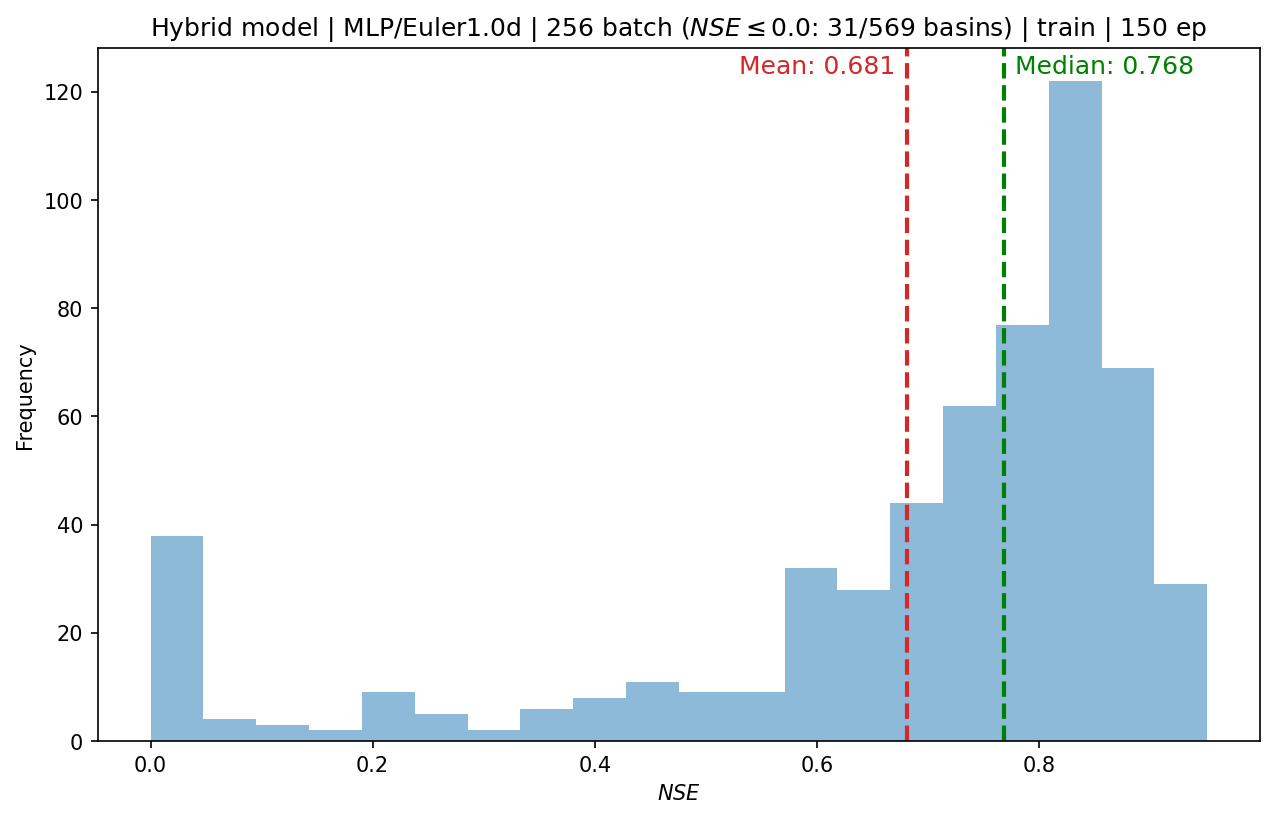 Hybrid model | MLP/Euler1.0d | 256 batch (NSE ≤ 0.0: 31/569 basins) | train | 150 ep
Mean: 0.681
Median: 0.768
120
100
80
60
40
20
0
Frequency
0.0
0.2
0.4
0.6
0.8
NSE